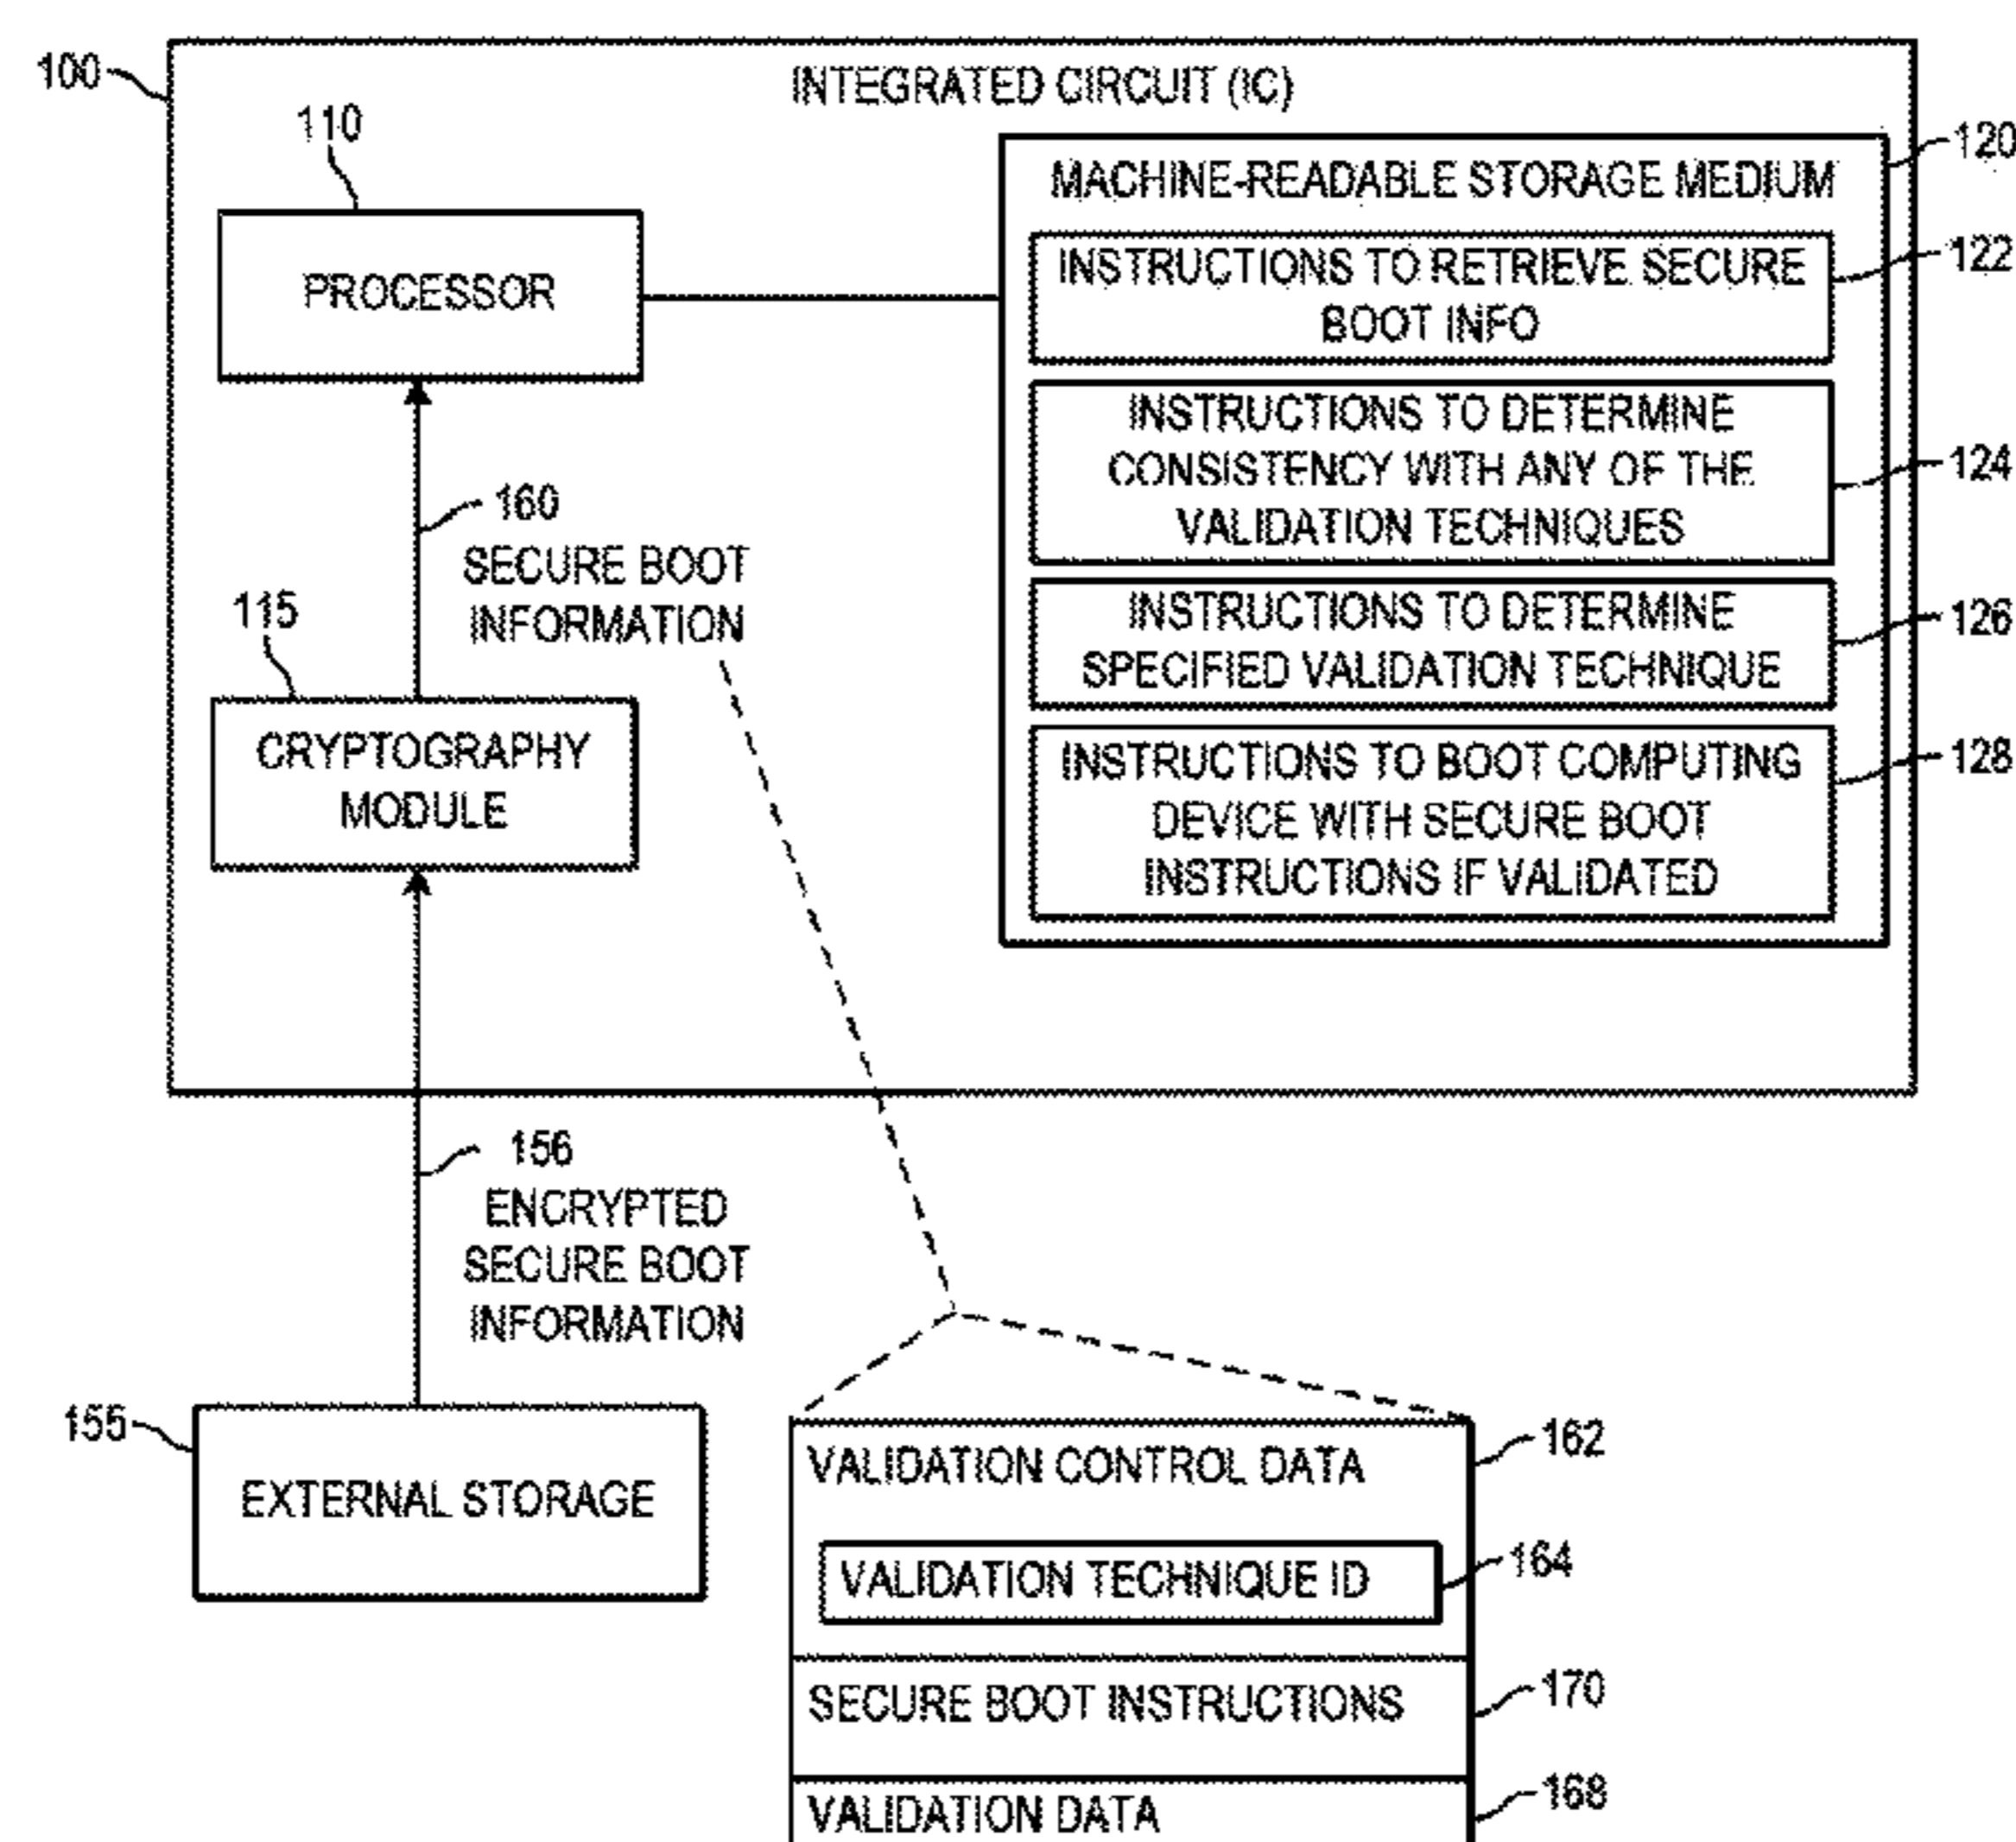 100
INTEGRATED CIRCUIT (IC)
110
PROCESSOR
120
MACHINE-READABLE STORAGE MEDIUM
INSTRUCTIONS TO RETRIEVE SECURE
BOOT INFO
122
INSTRUCTIONS TO DETERMINE
CONSISTENCY WITH ANY OF THE
VALIDATION TECHNIQUES
124
160
SECURE BOOT
INFORMATION
INSTRUCTIONS TO DETERMINE
SPECIFIED VALIDATION TECHNIQUE
126
115
CRYPTOGRAPHY
MODULE
INSTRUCTIONS TO BOOT COMPUTING
DEVICE WITH SECURE BOOT
INSTRUCTIONS IF VALIDATED
128
156
ENCRYPTED
SECURE BOOT
INFORMATION
155
EXTERNAL STORAGE
VALIDATION CONTROL DATA
162
VALIDATION TECHNIQUE ID
164
SECURE BOOT INSTRUCTIONS
170
VALIDATION DATA
168